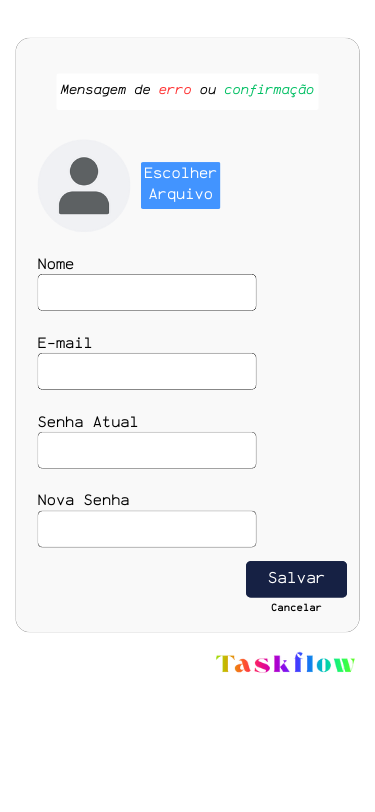 Mensagem de erro ou confirmação
Escolher
Arquivo
Nome
E-mail
Senha Atual
Nova Senha
Salvar
Cancelar
Taskflow